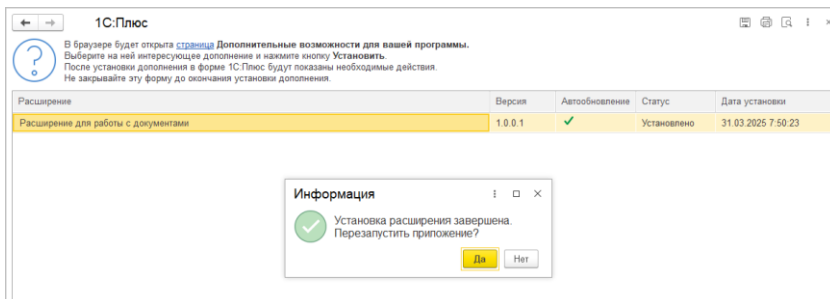 1С:Плюс
В браузере будет открыта страница Дополнительные возможности для вашей программы.
Выберите на ней интересующее дополнение и нажмите кнопку Установить.
После установки дополнения в форме 1С:Плюс будут показаны необходимые действия.
Не закрывайте эту форму до окончания установки дополнения.
Расширение Версия Автообновление Статус Дата установки
Расширение для работы с документами 1.0.0.1 Установлено 31.03.2025 7:50:23
Информация
Установка расширения завершена.
Перезапустить приложение?
Да Нет